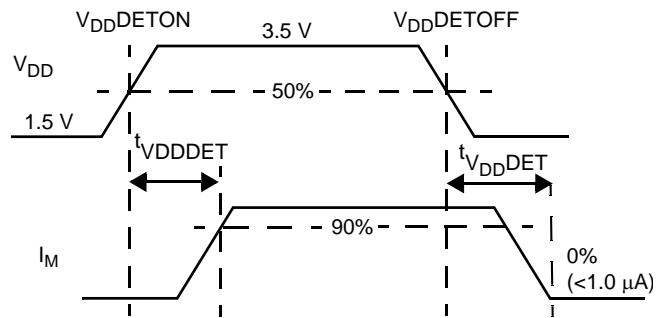 VDDDETON VDDDETOFF
3.5 V
VDD
50%
1.5 V
tVDDDET tVDDDET
90%
IM
0%
(<1.0 μA)